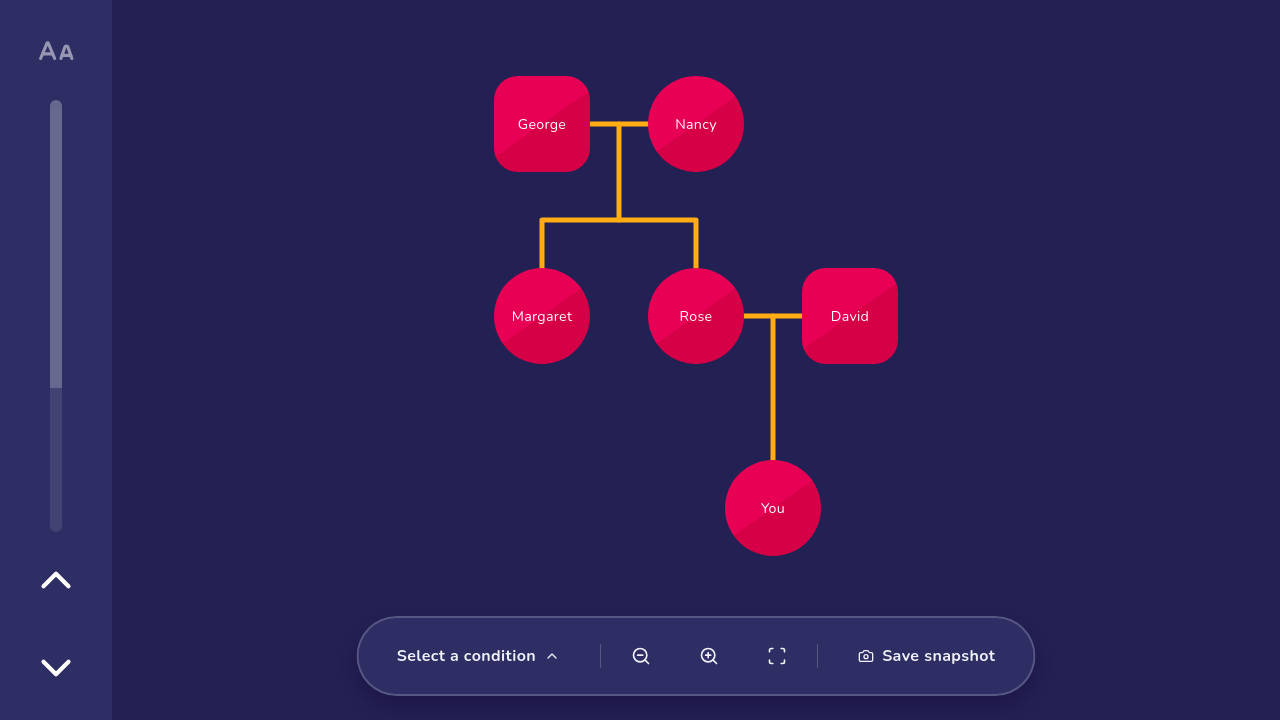 AA
George
Nancy
Margaret
Rose
David
You
Select a condition
Save snapshot